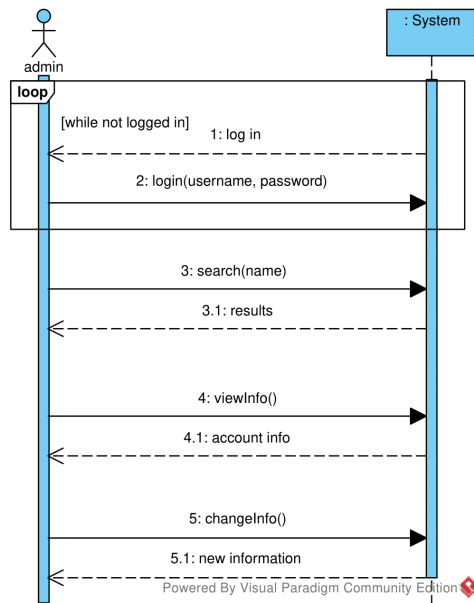 : System
admin
loop
[while not logged in]
1: log in
2: login(username, password)
3: search(name)
3.1: results
4: viewInfo()
4.1: account info
5: changeInfo()
5.1: new information
Powered By Visual Paradigm Community Edition